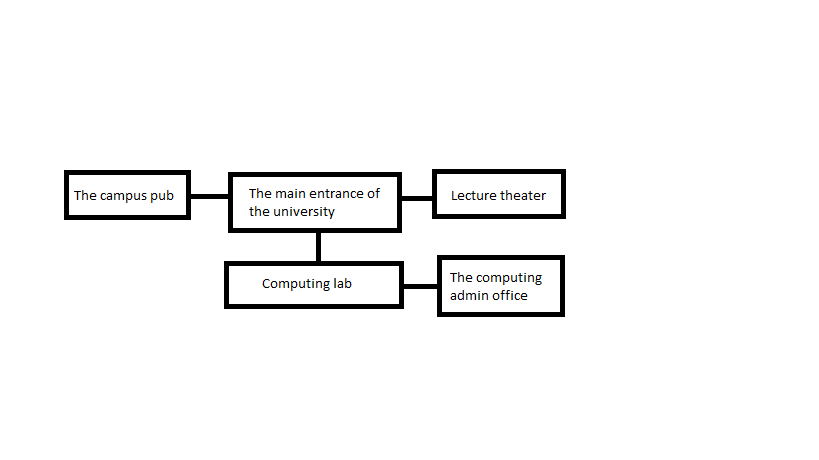 The campus pub
The main entrance of
the university
Lecture theater
Computing lab
The computing
admin office